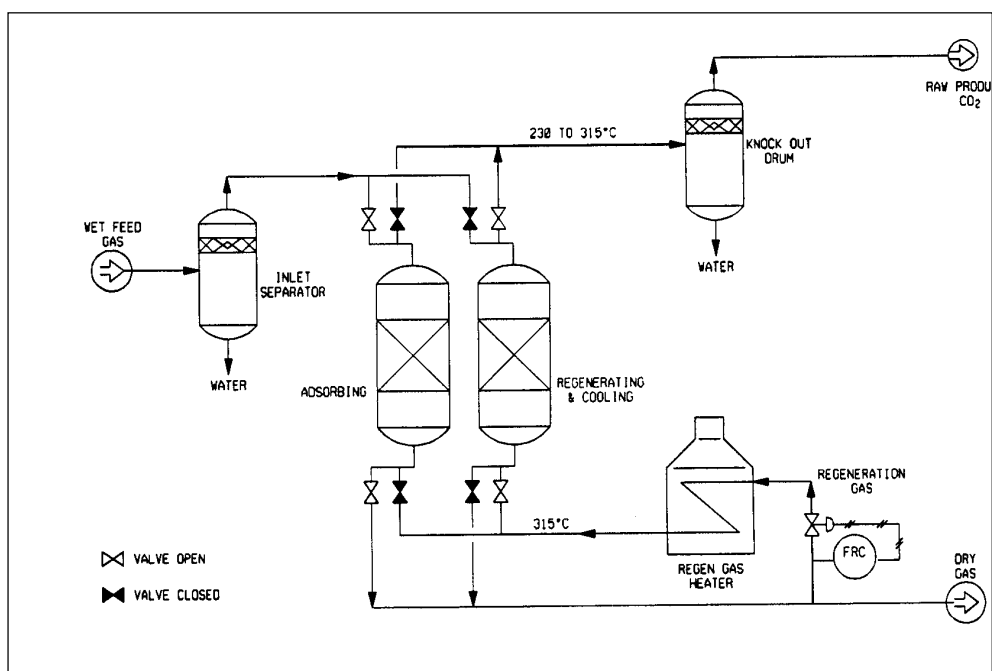 RAW PRODU
CO₂
230 TO 315°C
KNOCK OUT
DRUM
WET FEED
GAS
INLET
SEPARATOR
WATER
WATER
ADSORBING
REGENERATING
& COOLING
REGENERATION
GAS
315°C
FRC
REGEN GAS
HEATER
DRY
GAS
VALVE OPEN
VALVE CLOSED